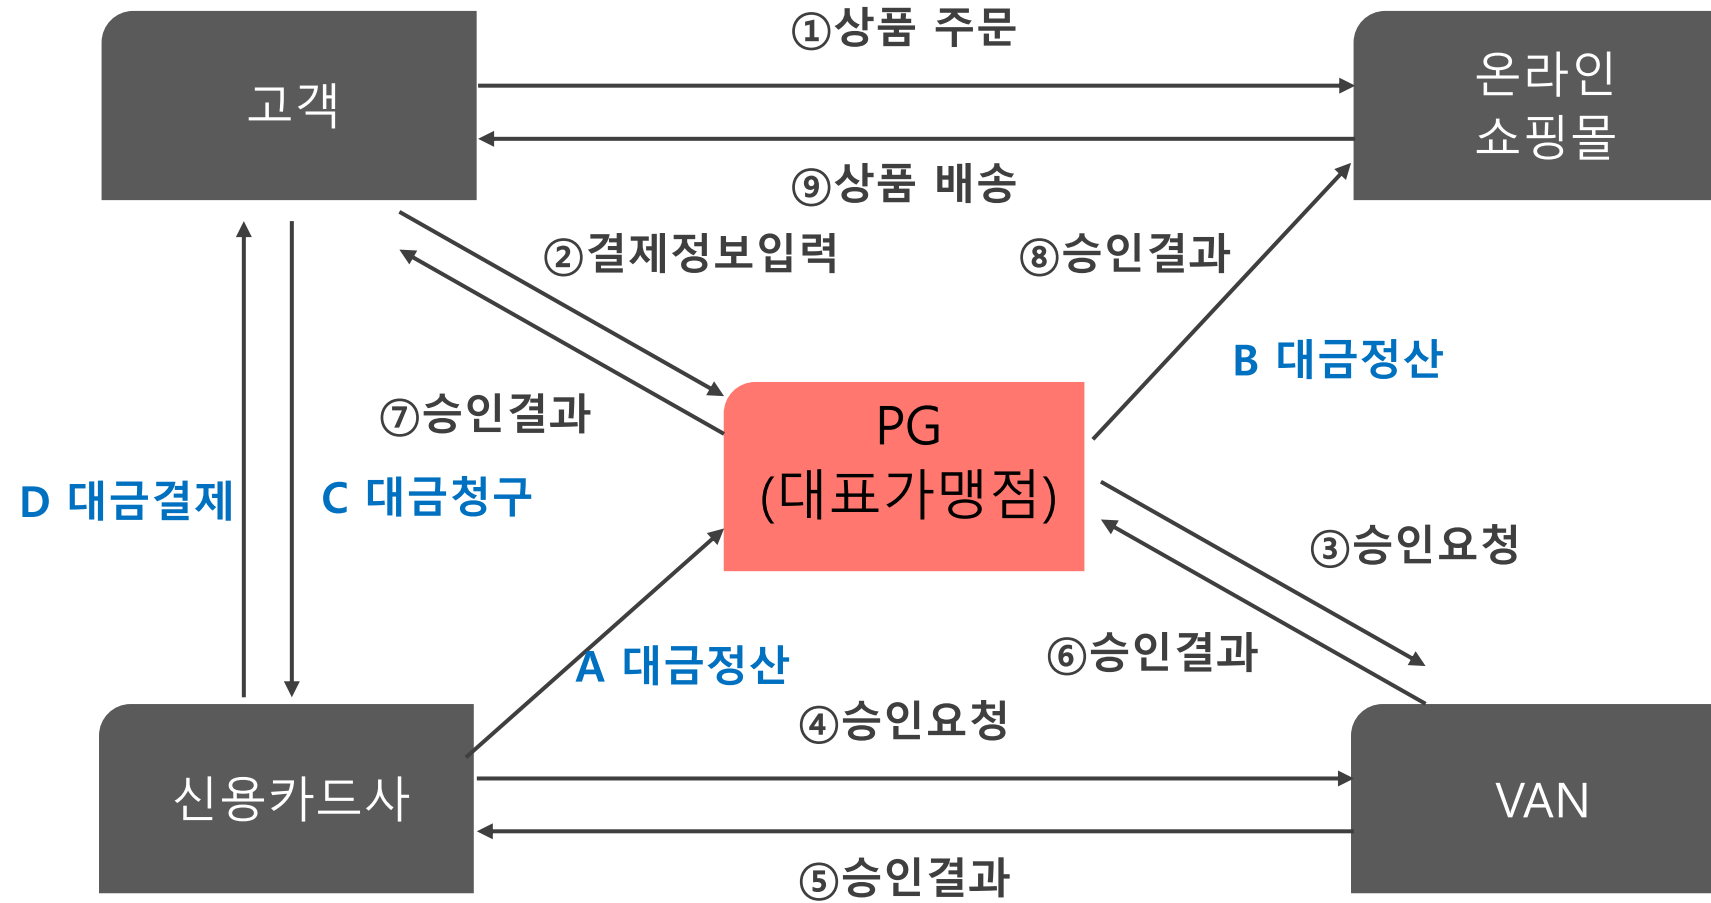 ①상품 주문
고객
온라인
쇼핑몰
⑨상품 배송
②결제정보입력
⑧승인결과
B 대금정산
⑦승인결과
PG
(대표가맹점)
D 대금결제
C 대금청구
③승인요청
⑥승인결과
A 대금정산
④승인요청
신용카드사
VAN
⑤승인결과